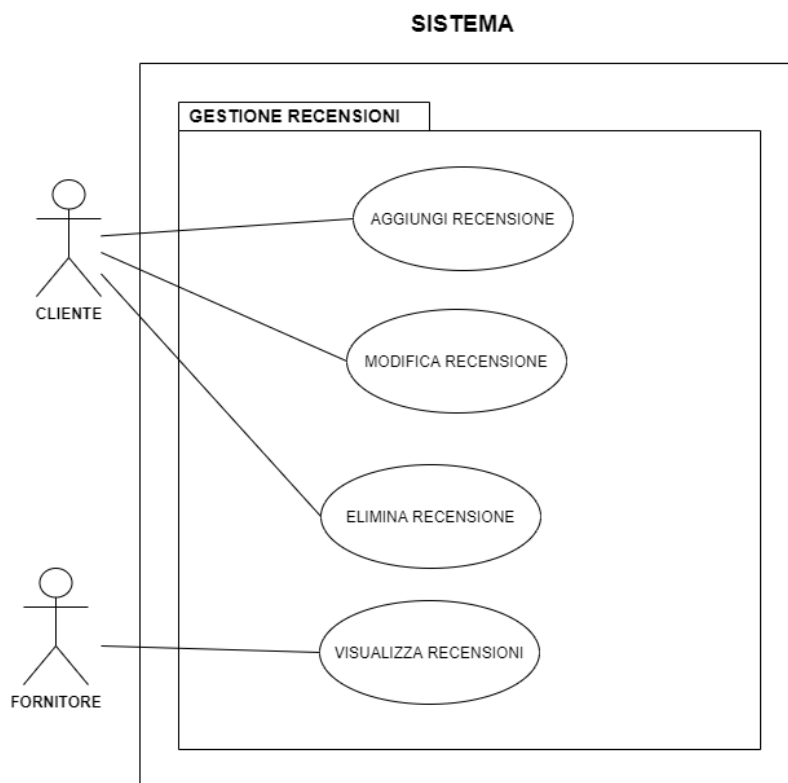 SISTEMA
GESTIONE RECENSIONI
AGGIUNGI RECENSIONE
CLIENTE
MODIFICA RECENSIONE
ELIMINA RECENSIONE
VISUALIZZA RECENSIONI
FORNITORE